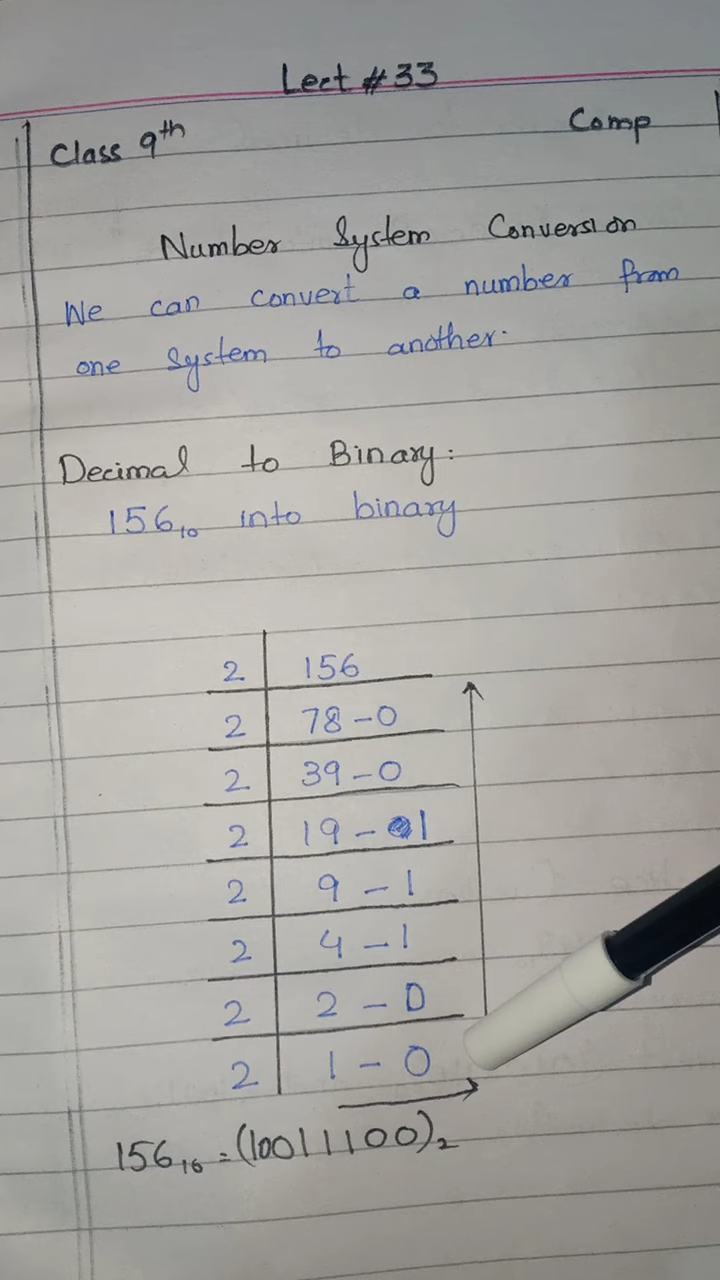 Lect #33
Class 9th Comp
Number System Conversion
We can convert a number from
one System to another.
Decimal to Binary:
156₁₀ into binary
2 156
2 78-0
2 39-0
2 19-1
2 9-1
2 4-1
2 2-0
2 1-0
156₁₆=(10011100)₂